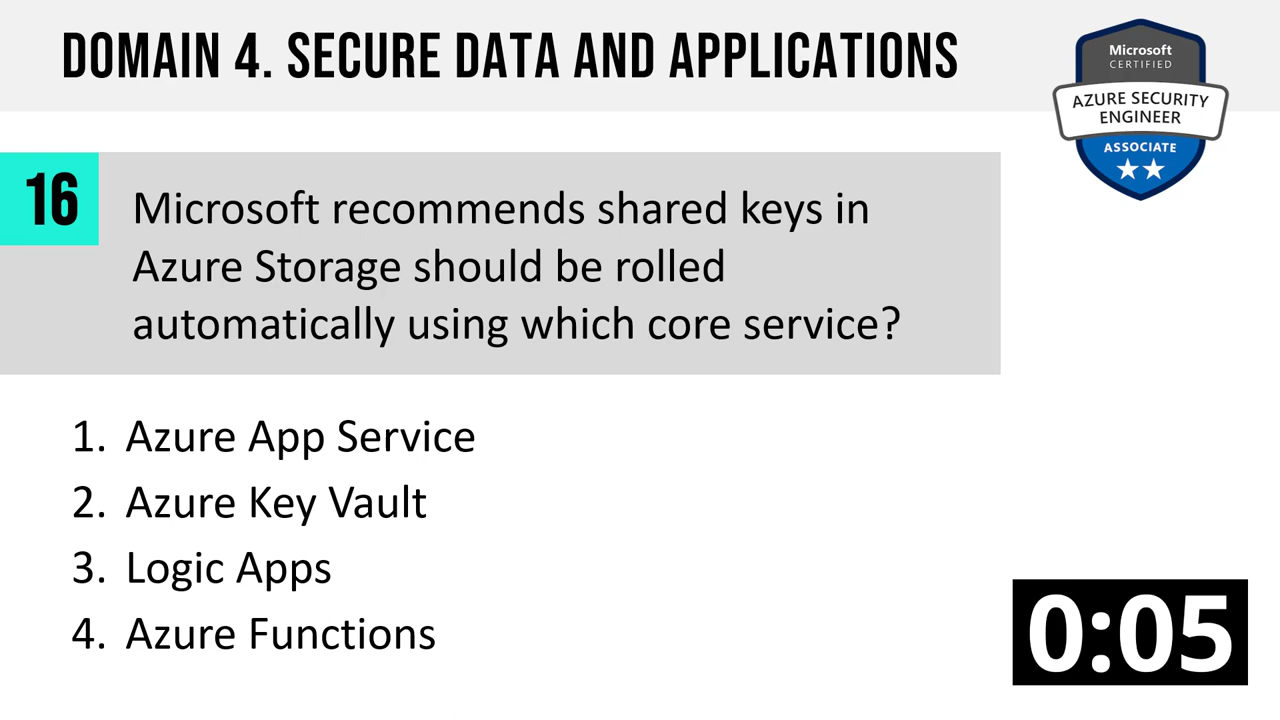 DOMAIN 4. SECURE DATA AND APPLICATIONS
Microsoft
CERTIFIED
AZURE SECURITY
ENGINEER
ASSOCIATE
16
Microsoft recommends shared keys in
Azure Storage should be rolled
automatically using which core service?
1. Azure App Service
2. Azure Key Vault
3. Logic Apps
4. Azure Functions
0:05